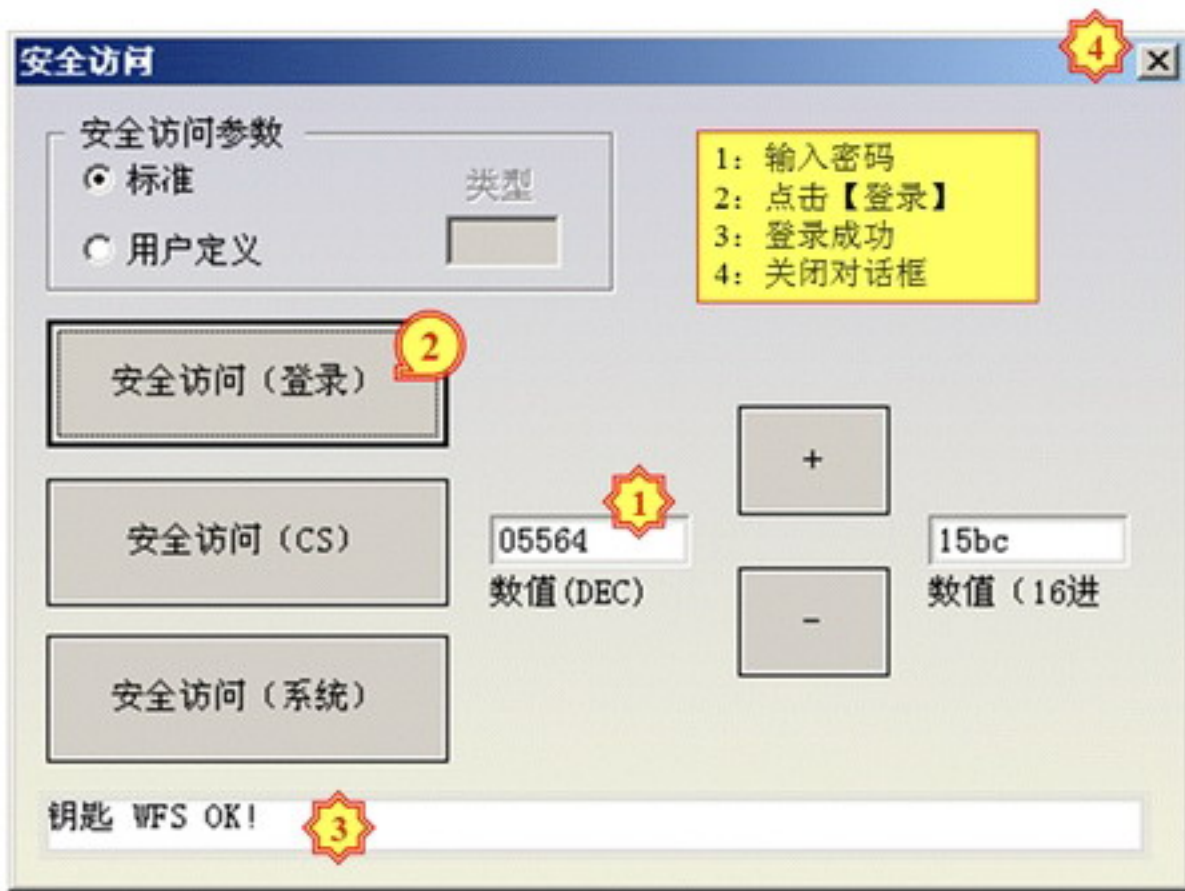 安全访问
4
安全访问参数
标准
类型
用户定义
1: 输入密码
2: 点击【登录】
3: 登录成功
4: 关闭对话框
安全访问（登录）
2
安全访问（CS）
05564
1
数值(DEC)
+
-
15bc
数值（16进
安全访问（系统）
钥匙 WFS OK!
3